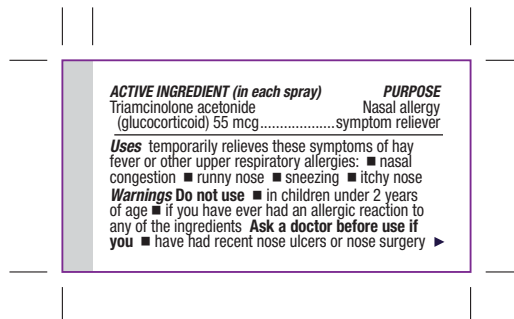 ACTIVE INGREDIENT (in each spray) PURPOSE
Triamcinolone acetonide Nasal allergy
(glucocorticoid) 55 mcg...................symptom reliever
Uses temporarily relieves these symptoms of hay
fever or other upper respiratory allergies: ■ nasal
congestion ■ runny nose ■ sneezing ■ itchy nose
Warnings Do not use ■ in children under 2 years
of age ■ if you have ever had an allergic reaction to
any of the ingredients Ask a doctor before use if
you ■ have had recent nose ulcers or nose surgery ►